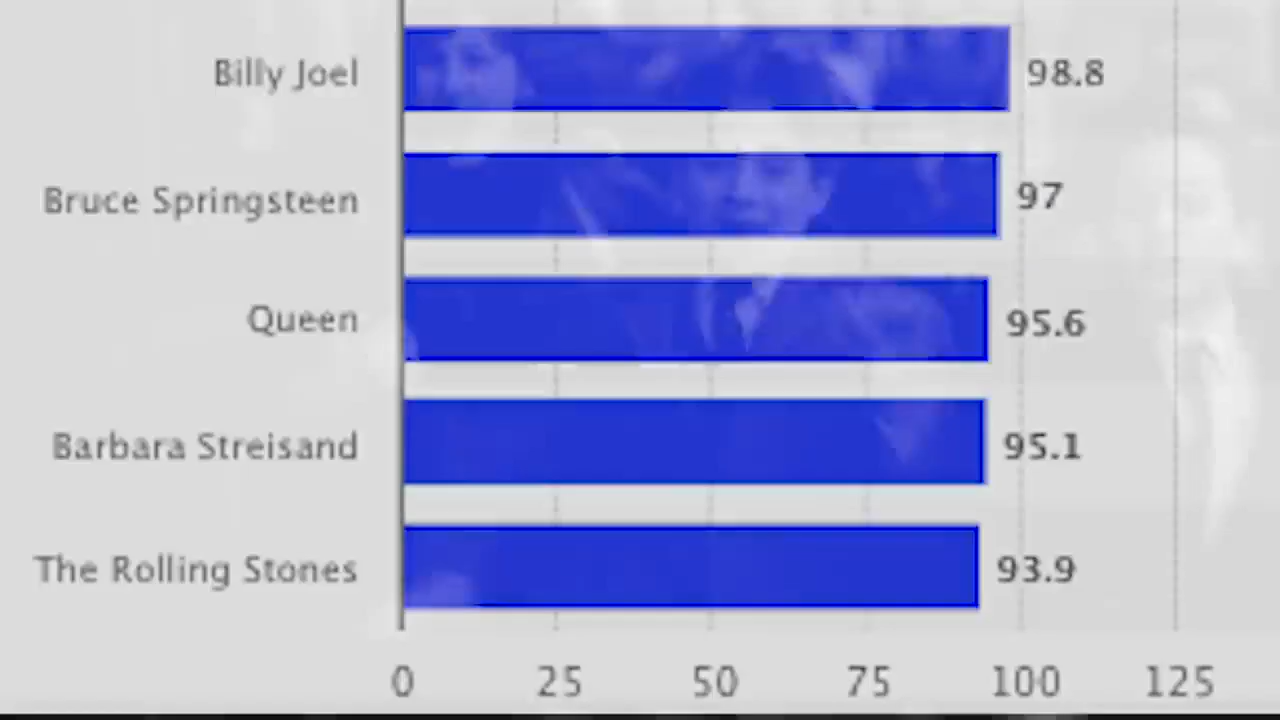 Billy Joel 98.8
Bruce Springsteen 97
Queen 95.6
Barbara Streisand 95.1
The Rolling Stones 93.9
0 25 50 75 100 125